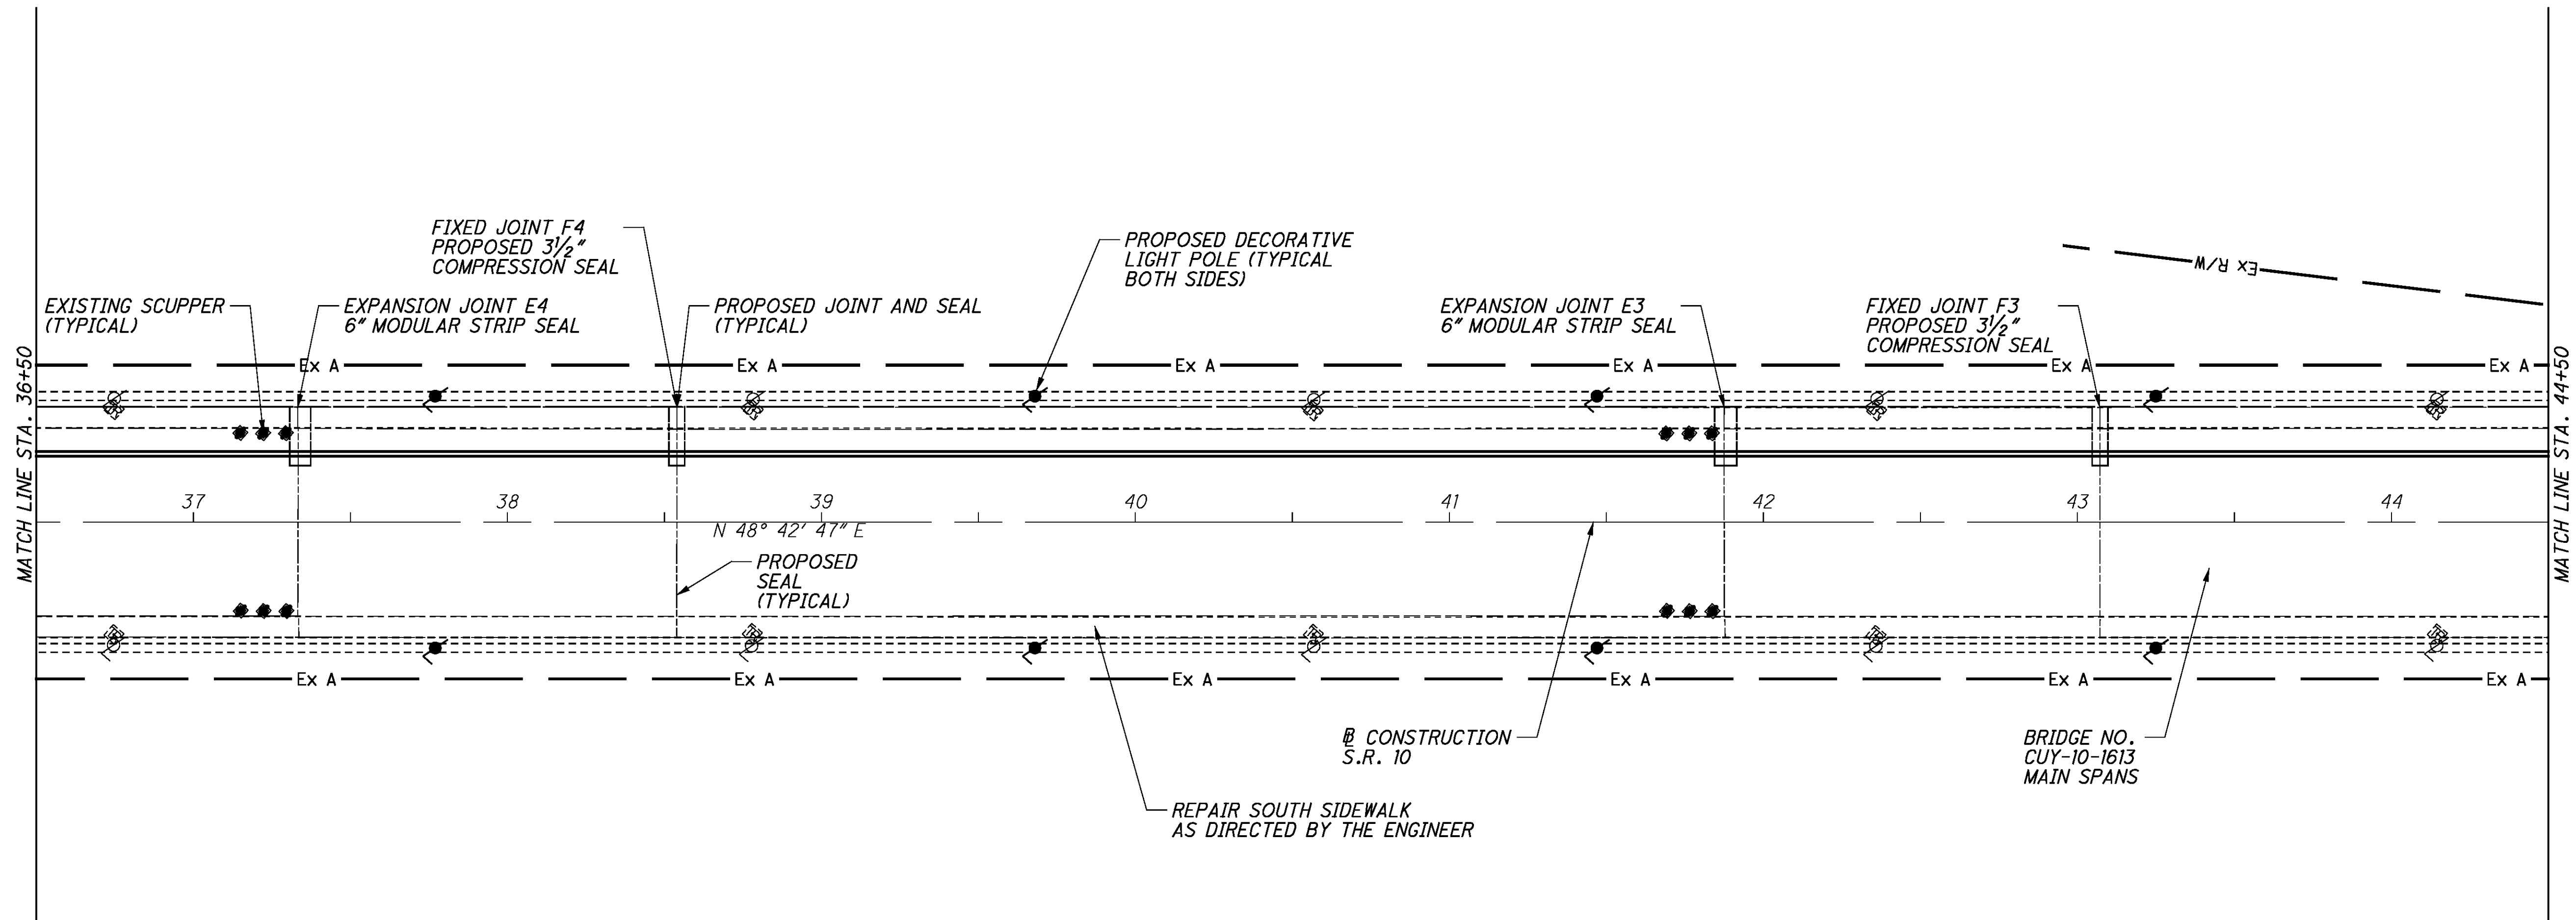 FIXED JOINT F4
PROPOSED 3½"
COMPRESSION SEAL
PROPOSED DECORATIVE
LIGHT POLE (TYPICAL
BOTH SIDES)
Ex R/W
EXISTING SCUPPER
(TYPICAL)
EXPANSION JOINT E4
6" MODULAR STRIP SEAL
PROPOSED JOINT AND SEAL
(TYPICAL)
EXPANSION JOINT E3
6" MODULAR STRIP SEAL
FIXED JOINT F3
PROPOSED 3½"
COMPRESSION SEAL
Ex A
Ex A
Ex A
Ex A
Ex A
Ex A
MATCH LINE STA. 36+50
MATCH LINE STA. 44+50
37
38
39
40
41
42
43
44
N 48° 42' 47" E
PROPOSED
SEAL
(TYPICAL)
Ex A
Ex A
Ex A
Ex A
Ex A
Ex A
BL CONSTRUCTION
S.R. 10
BRIDGE NO.
CUY-10-1613
MAIN SPANS
REPAIR SOUTH SIDEWALK
AS DIRECTED BY THE ENGINEER